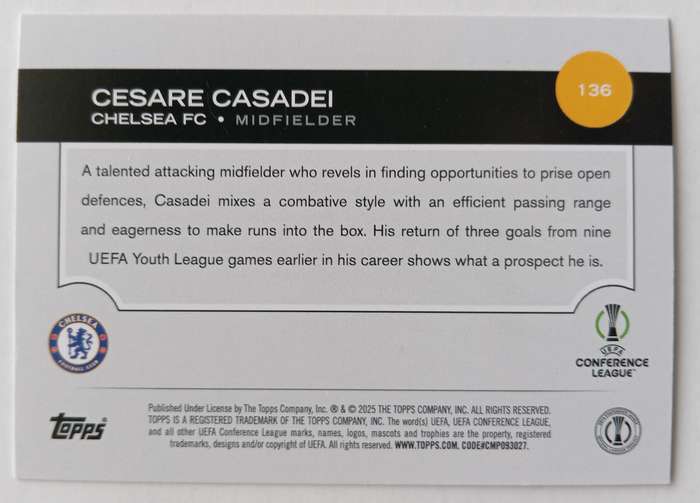 136
CESARE CASADEI
CHELSEA FC • MIDFIELDER
A talented attacking midfielder who revels in finding opportunities to prise open
defences, Casadei mixes a combative style with an efficient passing range
and eagerness to make runs into the box. His return of three goals from nine
UEFA Youth League games earlier in his career shows what a prospect he is.
CHELSEA
FOOTBALL CLUB
UEFA
CONFERENCE
LEAGUE™
Topps®
Published Under License by The Topps Company, Inc. ® & © 2025 THE TOPPS COMPANY, INC. ALL RIGHTS RESERVED.
TOPPS IS A REGISTERED TRADEMARK OF THE TOPPS COMPANY, INC. The word(s) UEFA, UEFA CONFERENCE LEAGUE,
and all other UEFA Conference League marks, names, logos, mascots and trophies are the property, registered
trademarks, designs and/or copyright of UEFA. All rights reserved. WWW.TOPPS.COM. CODE#CMP093027.